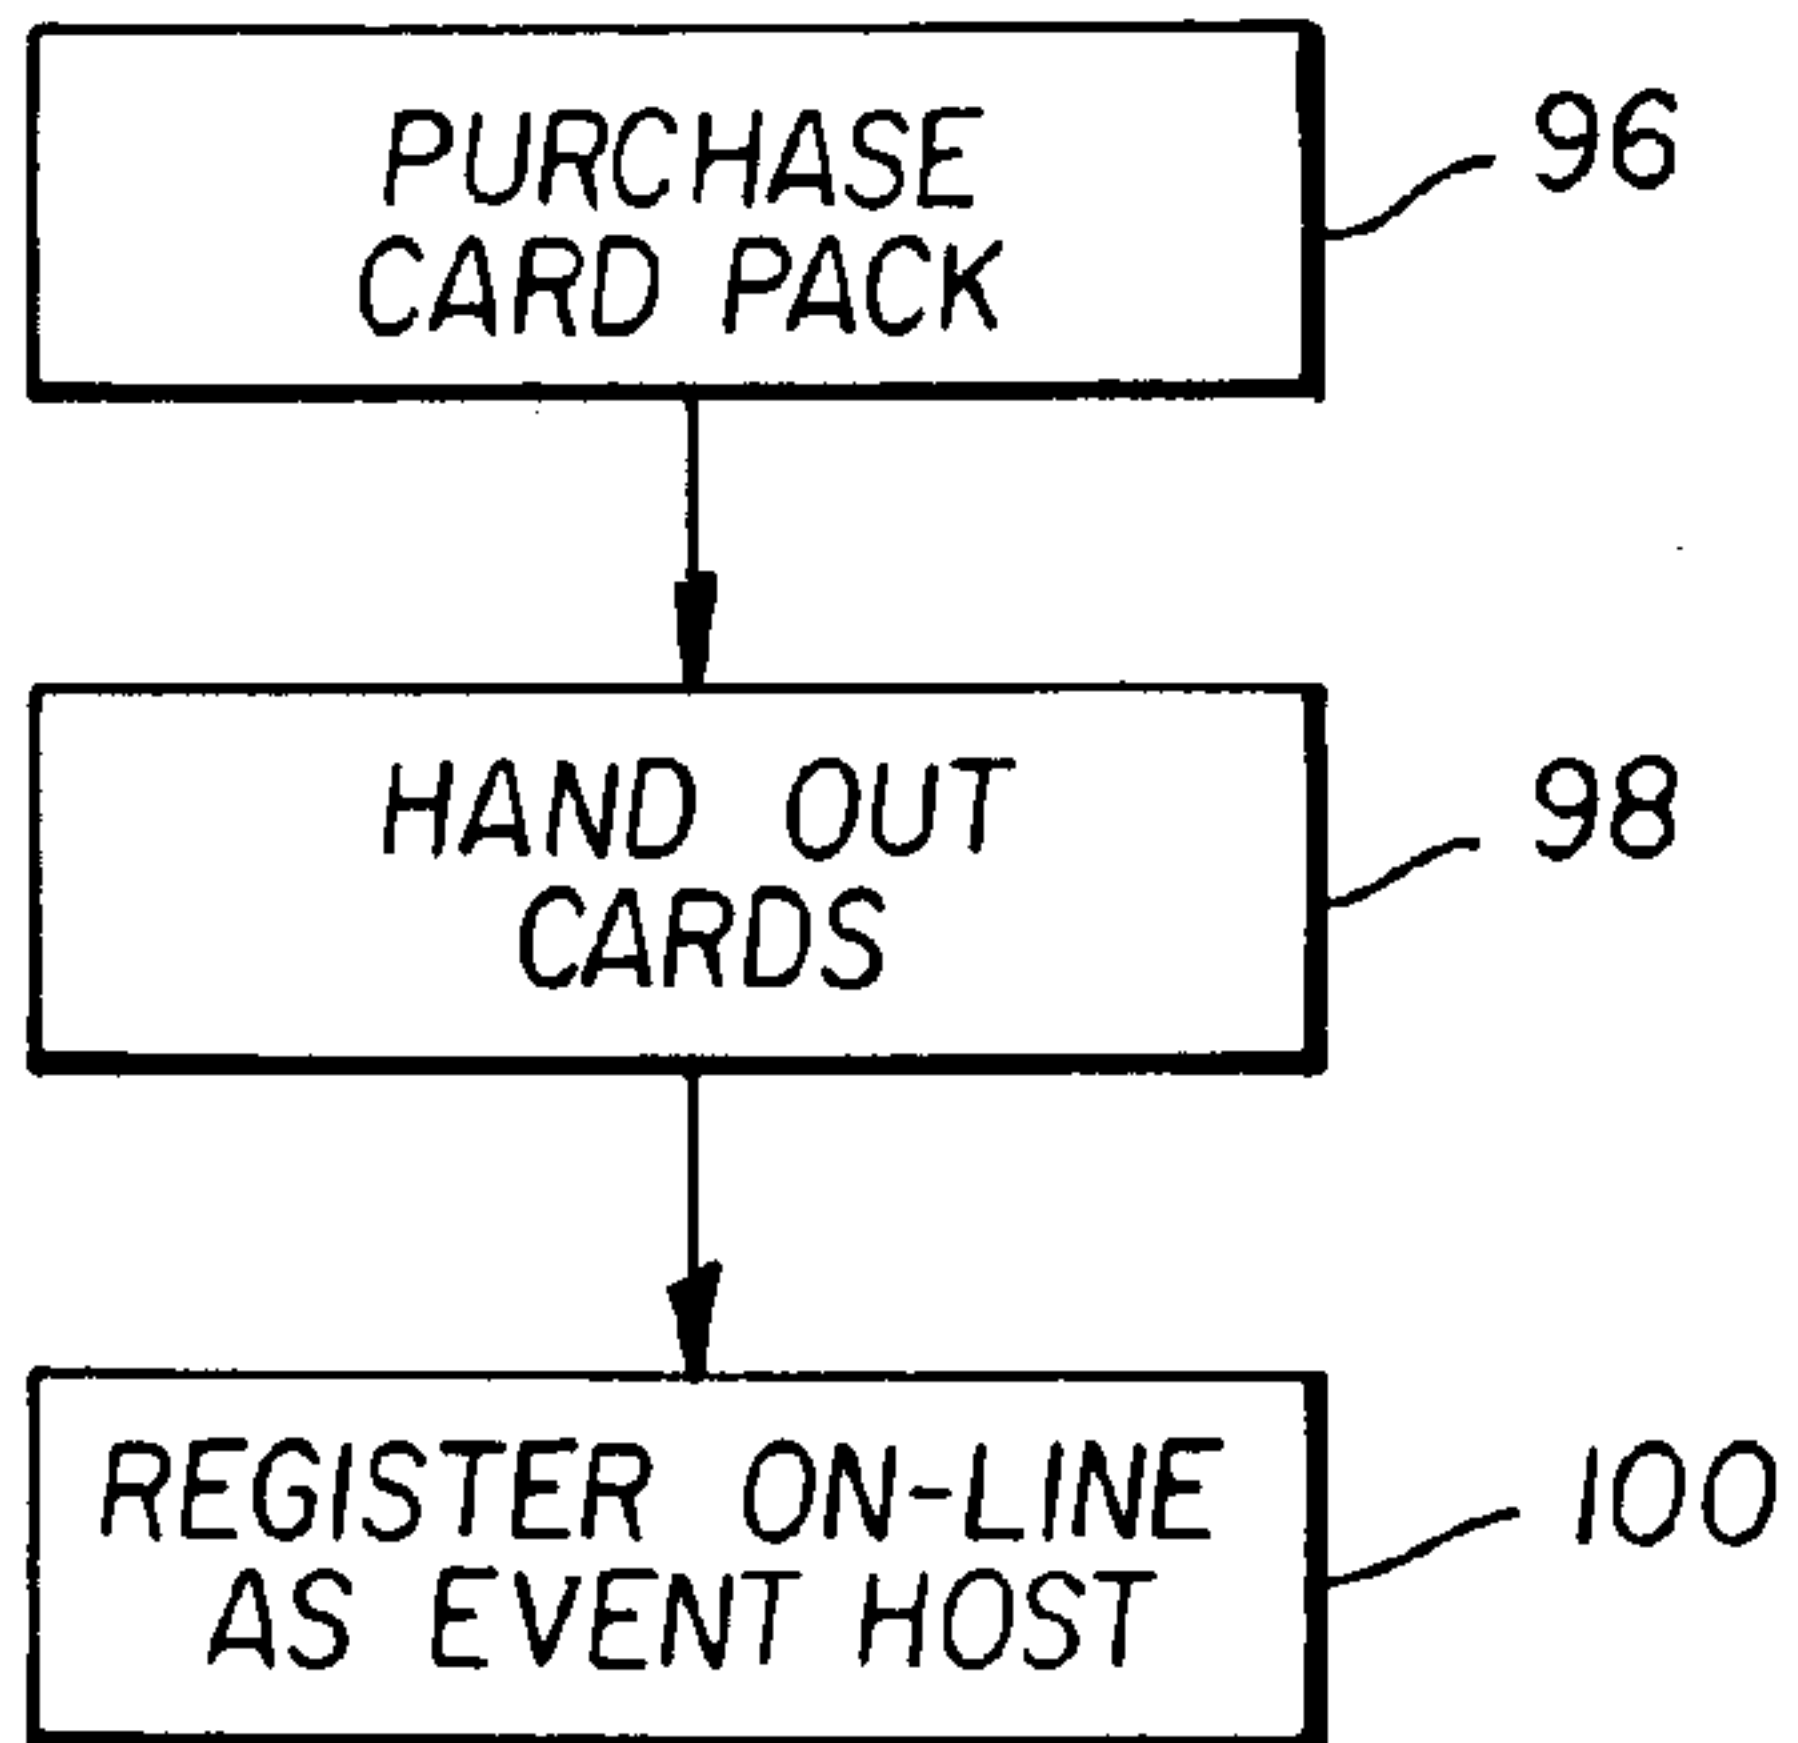 PURCHASE
CARD PACK
96
HAND OUT
CARDS
98
REGISTER ON-LINE
AS EVENT HOST
100